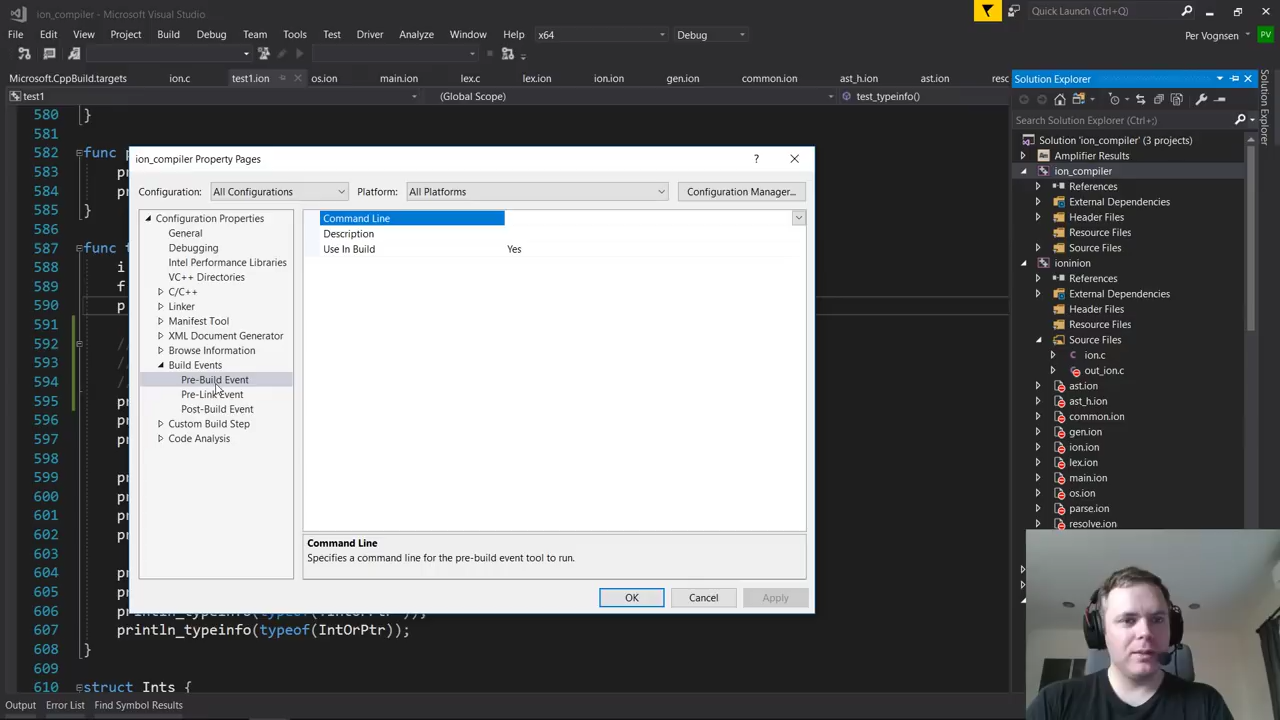 ion_compiler - Microsoft Visual Studio
Quick Launch (Ctrl+Q)
File Edit View Project Build Debug Team Tools Test Driver Analyze Window Help x64 Debug Per Vognsen PV
Microsoft.CppBuild.targets ion.c test1.ion os.ion main.ion lex.c lex.ion ion.ion gen.ion common.ion ast_h.ion ast.ion
test1 (Global Scope) test_typeinfo()
580 }
581
582 func
583
584
585 }
586
587 func
588
589
590
591
592 //
593
594
595
596
597
599
600
601
602
604
605
606
607 println_typeinfo(typeof(IntOrPtr));
608 }
609
610 struct Ints {
ion_compiler Property Pages
? ×
Configuration: All Configurations Platform: All Platforms Configuration Manager...
Configuration Properties
General
Debugging
Intel Performance Libraries
VC++ Directories
C/C++
Linker
Manifest Tool
XML Document Generator
Browse Information
Build Events
Pre-Build Event
Pre-Link Event
Post-Build Event
Custom Build Step
Code Analysis
Command Line
Description
Use In Build Yes
Command Line
Specifies a command line for the pre-build event tool to run.
OK Cancel Apply
Solution Explorer
Search Solution Explorer (Ctrl+;)
Solution 'ion_compiler' (3 projects)
Amplifier Results
ion_compiler
References
External Dependencies
Header Files
Resource Files
Source Files
ioninion
References
External Dependencies
Header Files
Resource Files
Source Files
ion.c
out_ion.c
ast.ion
ast_h.ion
common.ion
gen.ion
ion.ion
lex.ion
main.ion
os.ion
parse.ion
resolve.ion
Solution Explorer
Output Error List Find Symbol Results